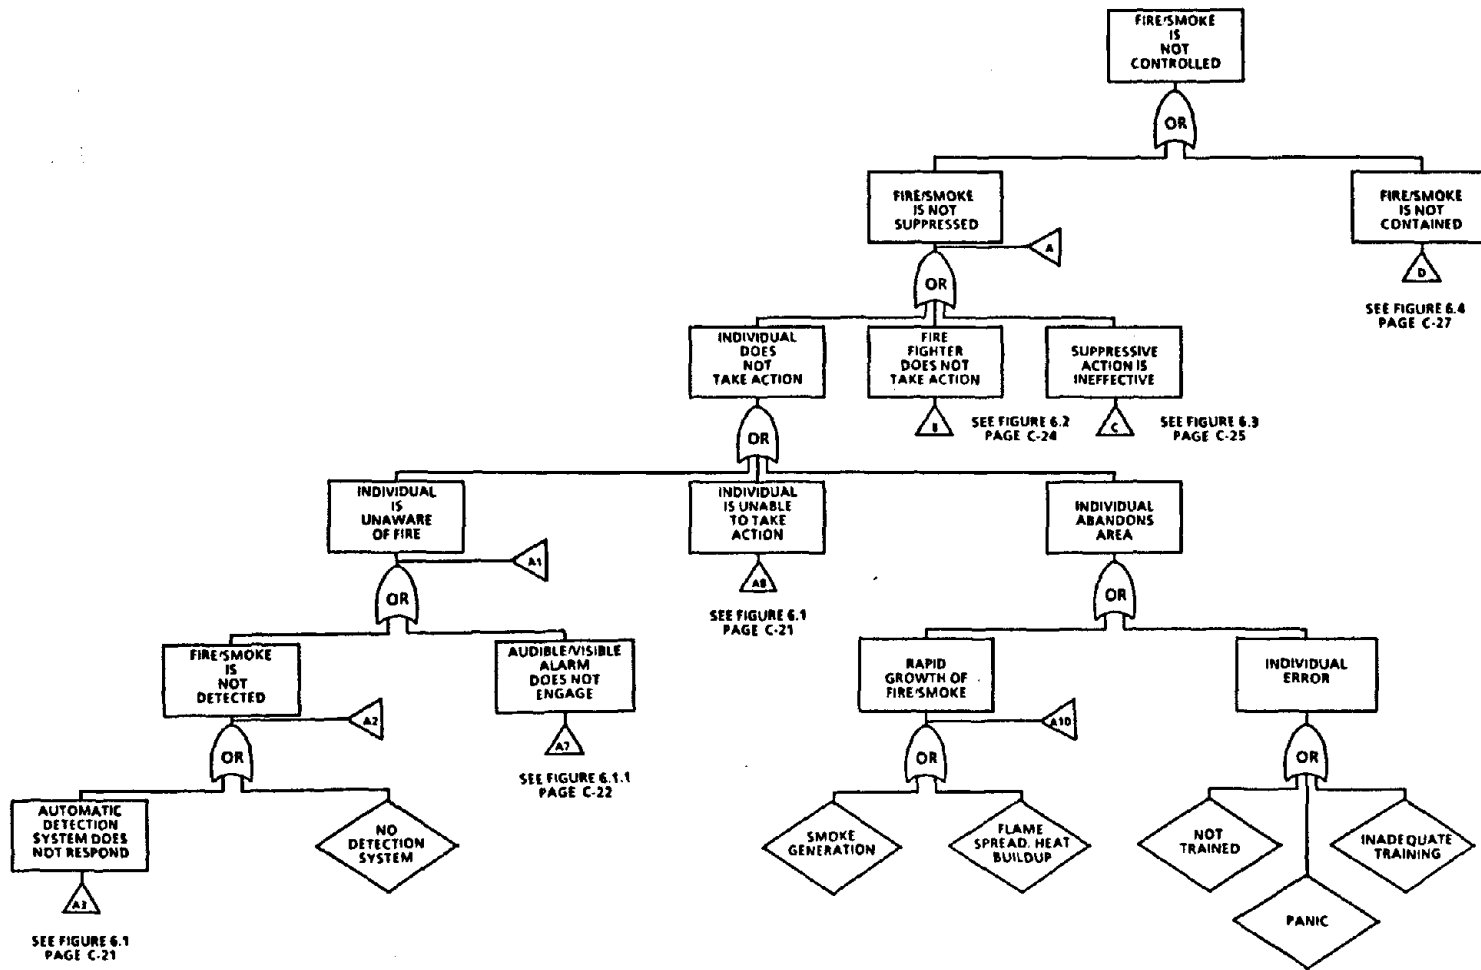 FIRE/SMOKE
IS
NOT
CONTROLLED
OR
FIRE/SMOKE
IS NOT
SUPPRESSED
FIRE/SMOKE
IS NOT
CONTAINED
A
D
OR
SEE FIGURE 6.4
PAGE C-27
INDIVIDUAL
DOES
NOT
TAKE ACTION
FIRE
FIGHTER
DOES NOT
TAKE ACTION
SUPPRESSIVE
ACTION IS
INEFFECTIVE
B
SEE FIGURE 6.2
PAGE C-24
C
SEE FIGURE 6.3
PAGE C-25
OR
INDIVIDUAL
IS
UNAWARE
OF FIRE
INDIVIDUAL
IS UNABLE
TO TAKE
ACTION
INDIVIDUAL
ABANDONS
AREA
A1
A8
OR
OR
SEE FIGURE 6.1
PAGE C-21
FIRE/SMOKE
IS
NOT
DETECTED
AUDIBLE/VISIBLE
ALARM
DOES NOT
ENGAGE
RAPID
GROWTH OF
FIRE/SMOKE
INDIVIDUAL
ERROR
A2
A7
A10
OR
OR
OR
SEE FIGURE 6.1.1
PAGE C-22
AUTOMATIC
DETECTION
SYSTEM DOES
NOT RESPOND
NO
DETECTION
SYSTEM
SMOKE
GENERATION
FLAME
SPREAD, HEAT
BUILDUP
NOT
TRAINED
INADEQUATE
TRAINING
A3
PANIC
SEE FIGURE 6.1
PAGE C-21